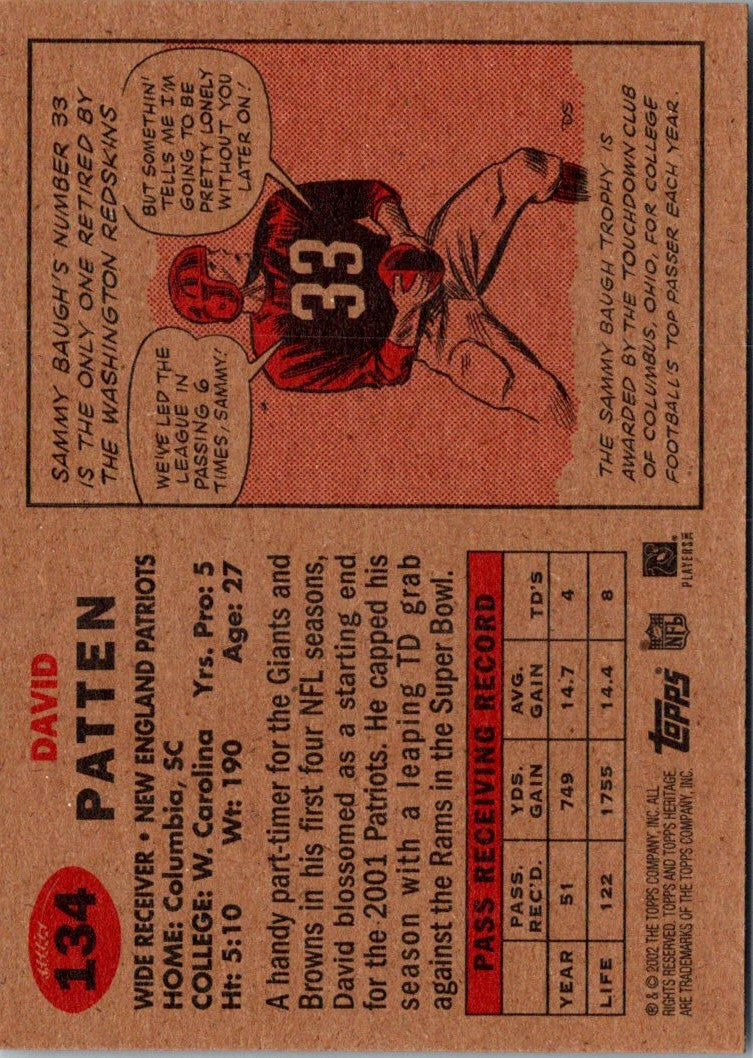 134
DAVID
PATTEN
WIDE RECEIVER • NEW ENGLAND PATRIOTS
HOME: Columbia, SC
COLLEGE: W. Carolina Yrs. Pro: 5
Ht: 5:10 Wt: 190 Age: 27
A handy part-timer for the Giants and
Browns in his first four NFL seasons,
David blossomed as a starting end
for the 2001 Patriots. He capped his
season with a leaping TD grab
against the Rams in the Super Bowl.
PASS RECEIVING RECORD
PASS. REC'D. YDS. GAIN AVG. GAIN TD'S
YEAR 51 749 14.7 4
LIFE 122 1755 14.4 8
® & © 2002 THE TOPPS COMPANY, INC. ALL
RIGHTS RESERVED. TOPPS AND TOPPS HERITAGE
ARE TRADEMARKS OF THE TOPPS COMPANY, INC.
topps
NFL
PLAYERS INC
SAMMY BAUGH'S NUMBER 33
IS THE ONLY ONE RETIRED BY
THE WASHINGTON REDSKINS
WE'VE LED THE
LEAGUE IN
PASSING 6
TIMES, SAMMY!
BUT SOMETHIN'
TELLS ME I'M
GOING TO BE
PRETTY LONELY
WITHOUT YOU
LATER ON!
33
TDS
THE SAMMY BAUGH TROPHY IS
AWARDED BY THE TOUCHDOWN CLUB
OF COLUMBUS, OHIO, FOR COLLEGE
FOOTBALL'S TOP PASSER EACH YEAR.